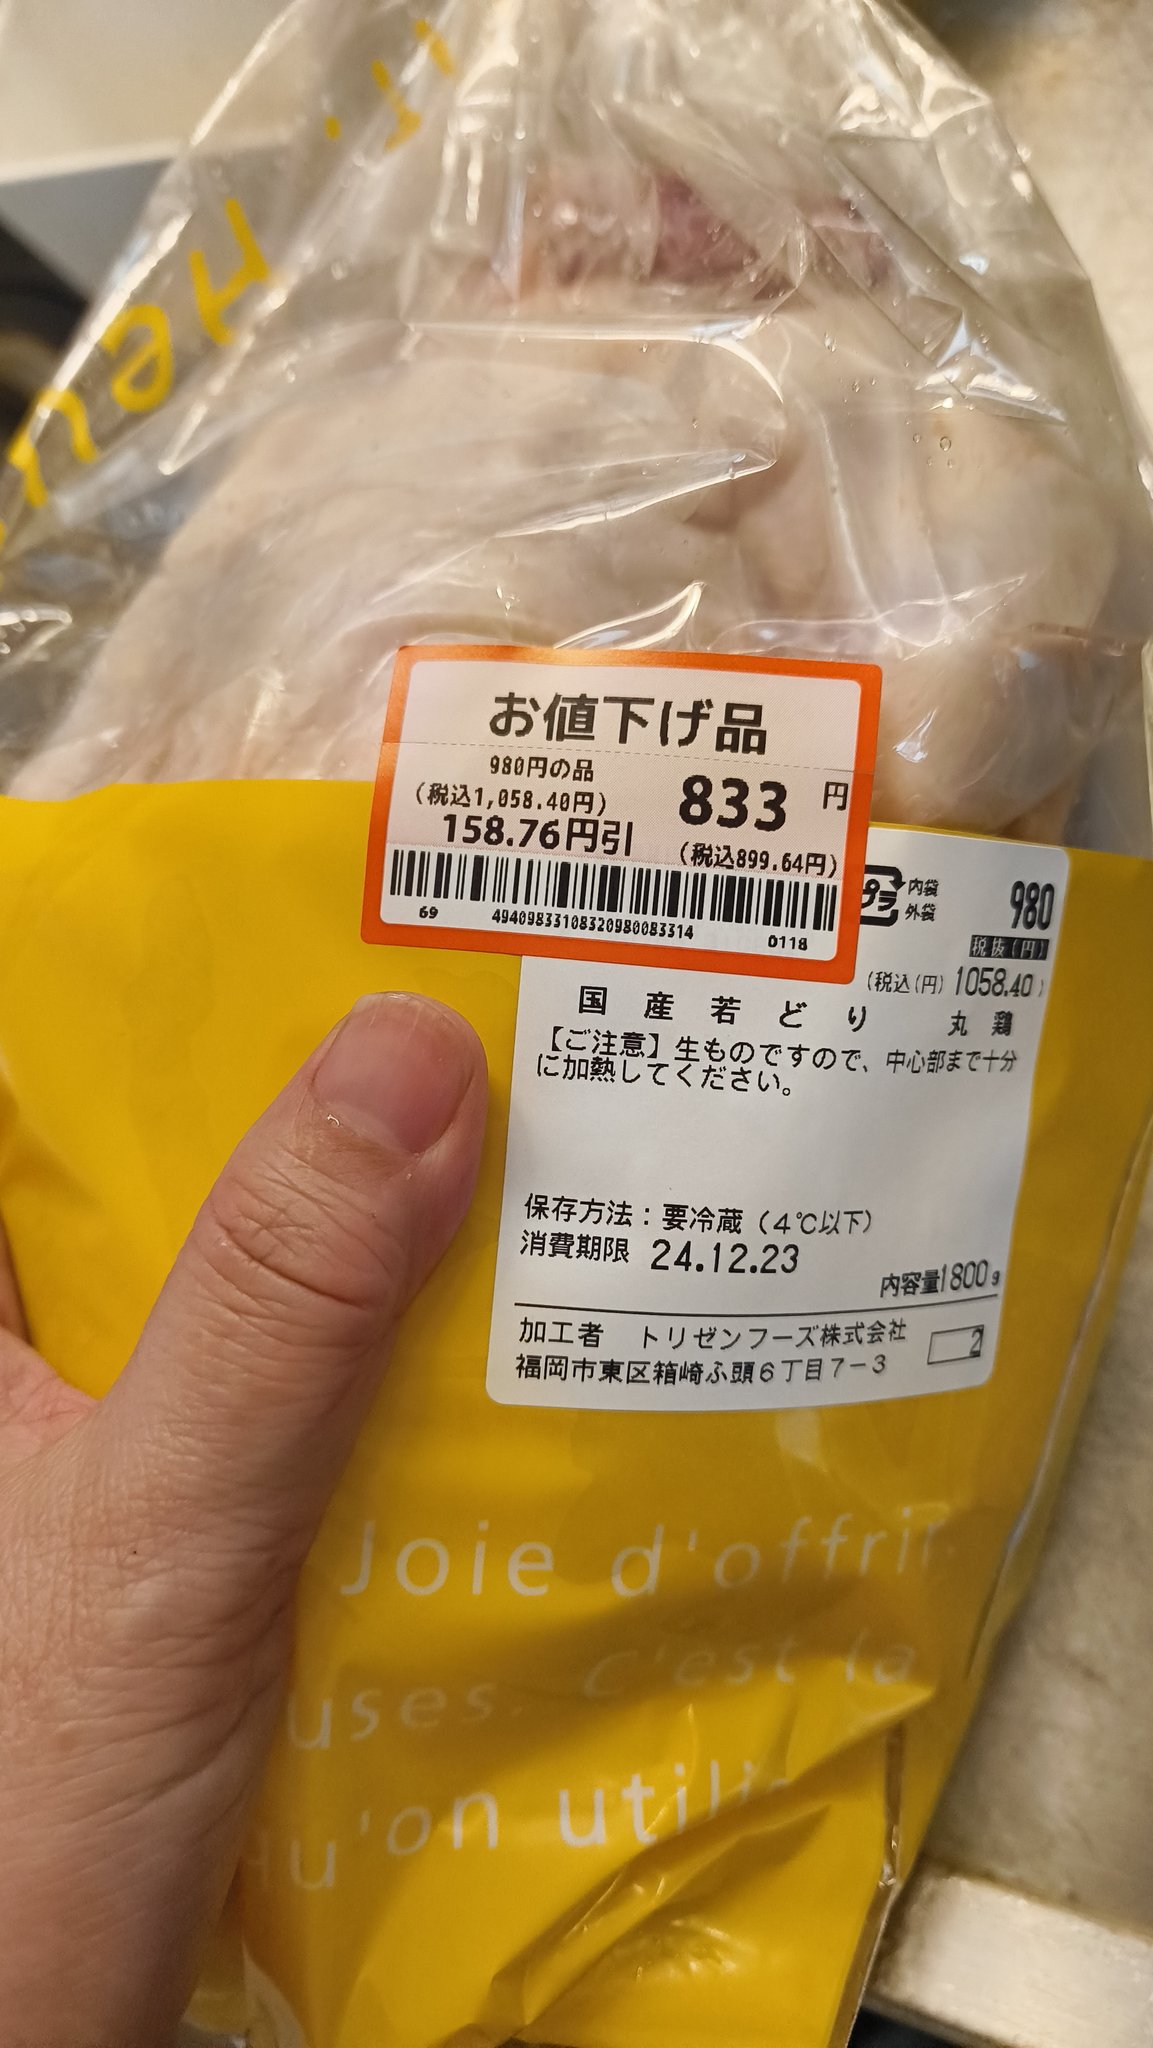 お値下げ品
980円の品
(税込1,058.40円)
158.76円引
833円
(税込899.64円)
69 49409833108320980083314 0118
プラ 内袋 外袋
980
税抜(円)
(税込(円) 1058.40)
国産若どり 丸鶏
【ご注意】生ものですので、中心部まで十分
に加熱してください。
保存方法:要冷蔵(4℃以下)
消費期限 24.12.23
内容量1800g
加工者 トリゼンフーズ株式会社
福岡市東区箱崎ふ頭6丁目7-3
2
Joie d'offrir
uses. C'est la
qu'on utili